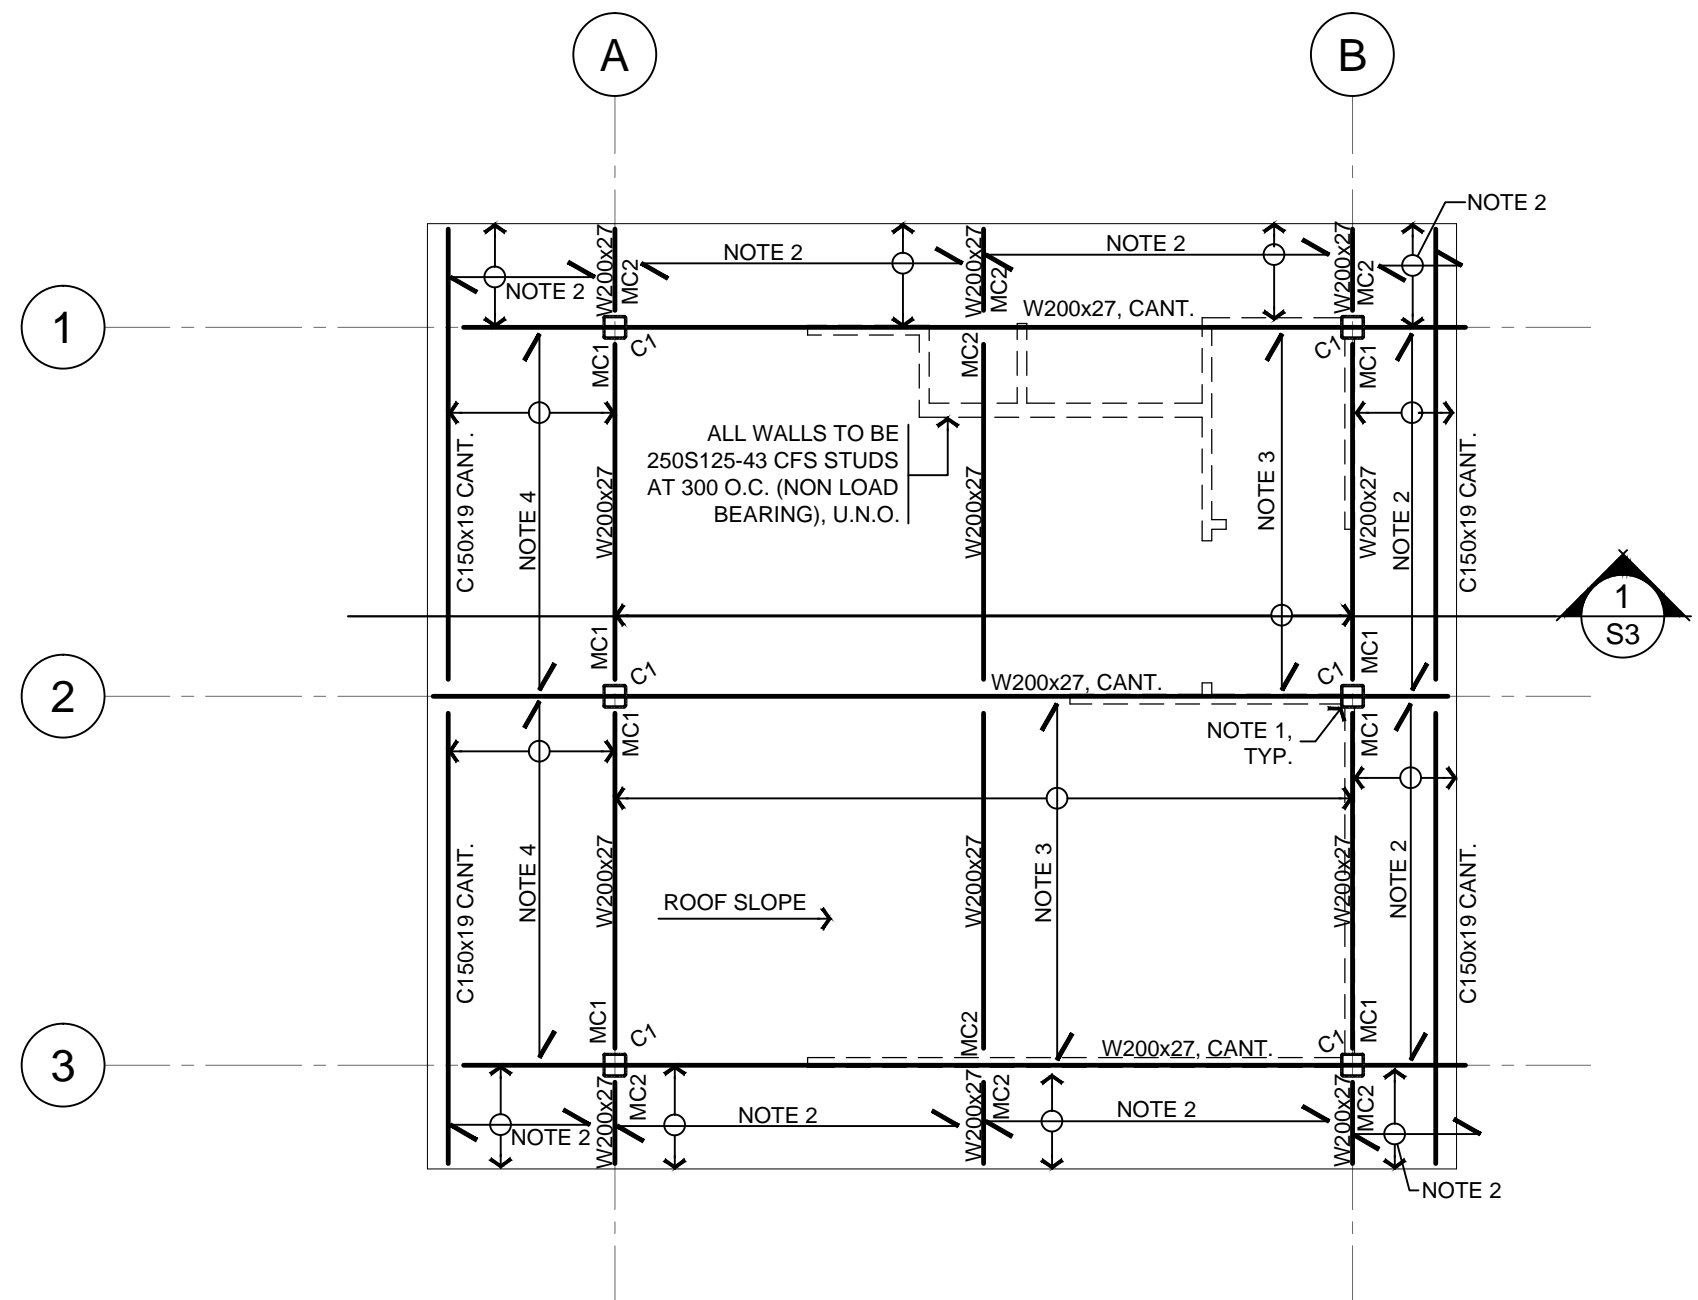 A
B
NOTE 2
NOTE 2
NOTE 2
NOTE 2
W200x27
MC2
W200x27
MC2
W200x27
MC2
W200x27, CANT.
1
MC1
C1
MC2
C1
MC1
ALL WALLS TO BE
250S125-43 CFS STUDS
AT 300 O.C. (NON LOAD
BEARING), U.N.O.
C150x19 CANT.
NOTE 4
W200x27
W200x27
NOTE 3
W200x27
NOTE 2
C150x19 CANT.
1
S3
MC1
C1
C1
MC1
W200x27, CANT.
2
MC1
NOTE 1,
TYP.
MC1
C150x19 CANT.
NOTE 4
W200x27
W200x27
NOTE 3
W200x27
NOTE 2
C150x19 CANT.
ROOF SLOPE
MC1
C1
MC2
W200x27, CANT.
C1
MC1
3
W200x27
MC2
W200x27
MC2
W200x27
MC2
NOTE 2
NOTE 2
NOTE 2
NOTE 2